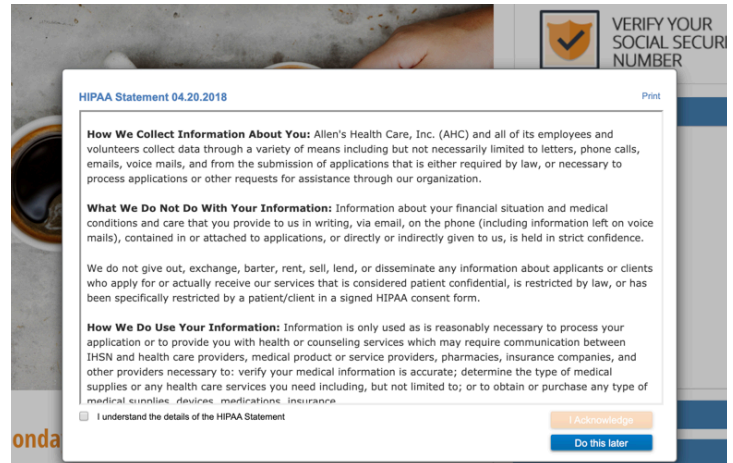 VERIFY YOUR
SOCIAL SECURI
NUMBER
HIPAA Statement 04.20.2018
Print
How We Collect Information About You: Allen's Health Care, Inc. (AHC) and all of its employees and
volunteers collect data through a variety of means including but not necessarily limited to letters, phone calls,
emails, voice mails, and from the submission of applications that is either required by law, or necessary to
process applications or other requests for assistance through our organization.
What We Do Not Do With Your Information: Information about your financial situation and medical
conditions and care that you provide to us in writing, via email, on the phone (including information left on voice
mails), contained in or attached to applications, or directly or indirectly given to us, is held in strict confidence.
We do not give out, exchange, barter, rent, sell, lend, or disseminate any information about applicants or clients
who apply for or actually receive our services that is considered patient confidential, is restricted by law, or has
been specifically restricted by a patient/client in a signed HIPAA consent form.
How We Do Use Your Information: Information is only used as is reasonably necessary to process your
application or to provide you with health or counseling services which may require communication between
IHSN and health care providers, medical product or service providers, pharmacies, insurance companies, and
other providers necessary to: verify your medical information is accurate; determine the type of medical
supplies or any health care services you need including, but not limited to; or to obtain or purchase any type of
medical supplies, devices, medications, insurance
I understand the details of the HIPAA Statement
I Acknowledge
Do this later
onda